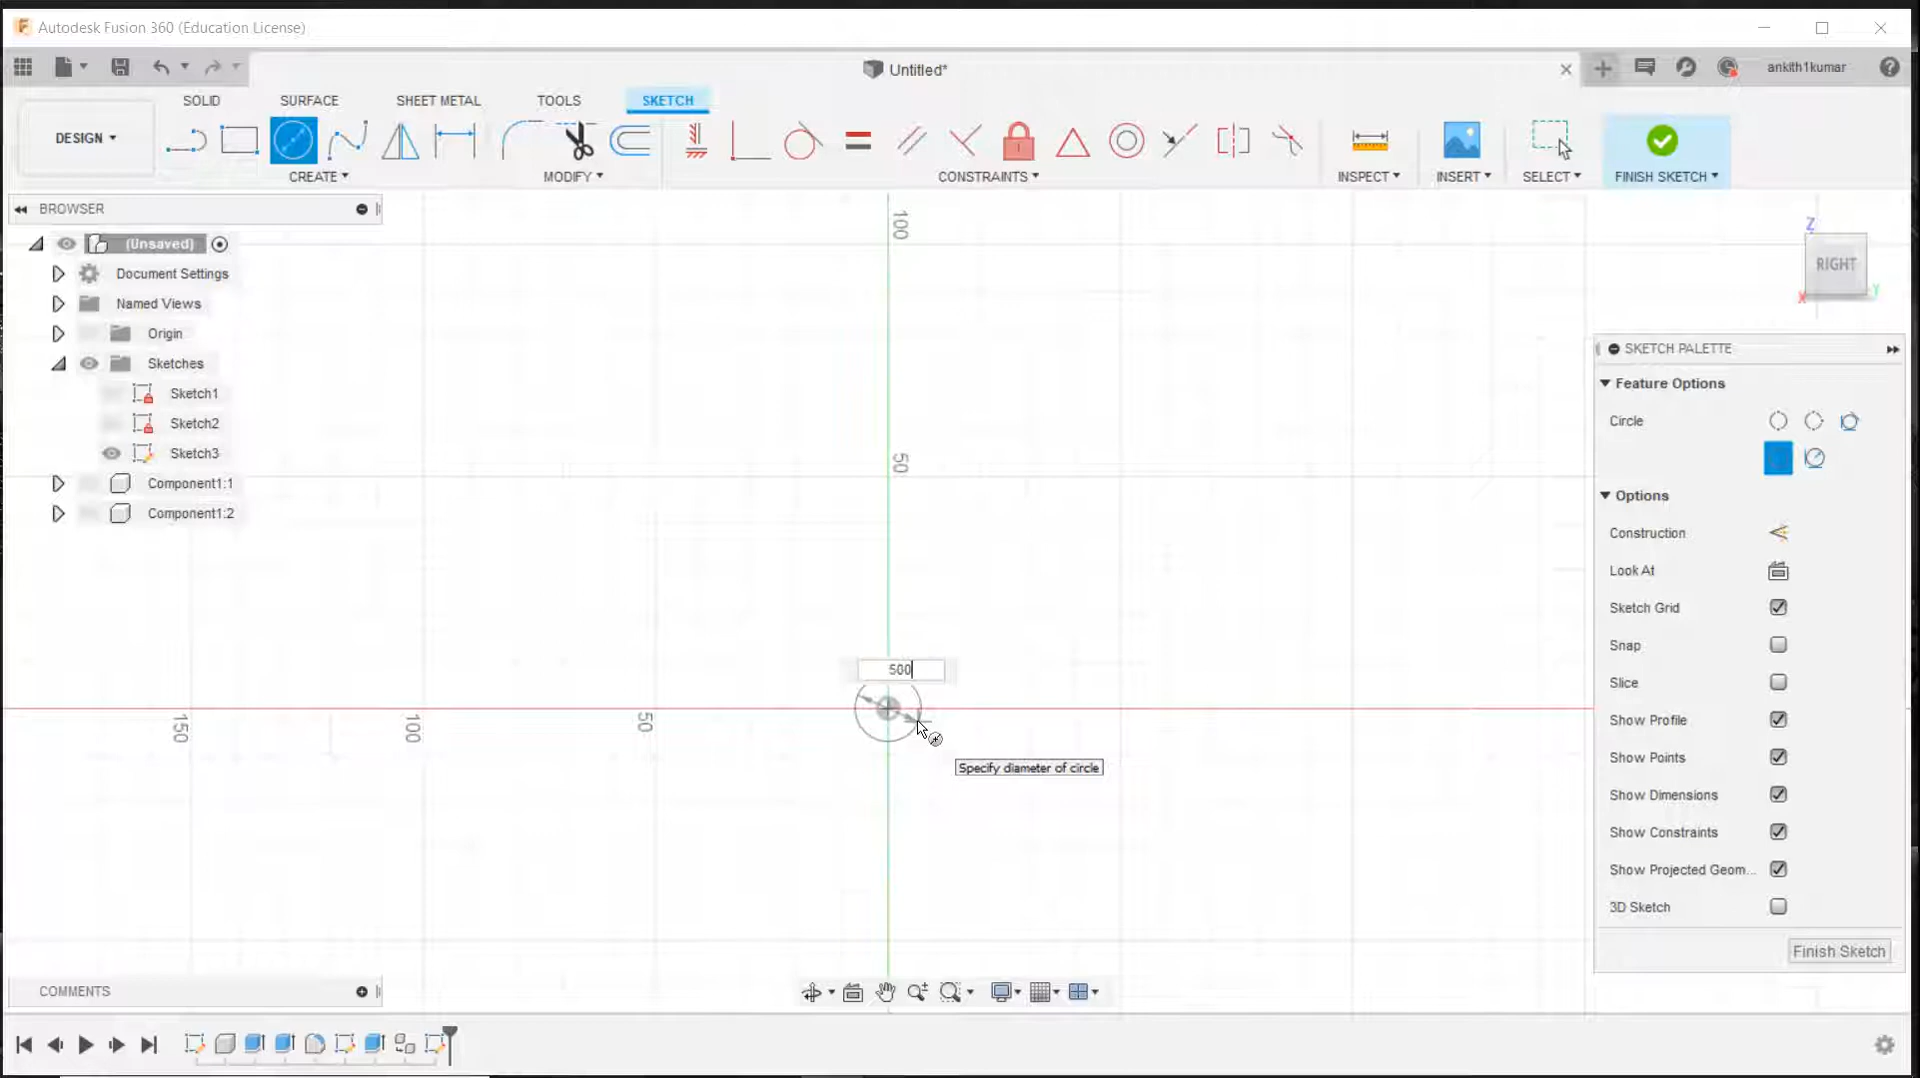 Autodesk Fusion 360 (Education License)
Untitled*
ankith1kumar
SOLID
SURFACE
SHEET METAL
TOOLS
SKETCH
DESIGN
CREATE
MODIFY
CONSTRAINTS
INSPECT
INSERT
SELECT
FINISH SKETCH
BROWSER
(Unsaved)
Document Settings
Named Views
Origin
Sketches
Sketch1
Sketch2
Sketch3
Component1:1
Component1:2
100
50
500
150
100
50
Specify diameter of circle
Z
RIGHT
X
Y
SKETCH PALETTE
Feature Options
Circle
Options
Construction
Look At
Sketch Grid
Snap
Slice
Show Profile
Show Points
Show Dimensions
Show Constraints
Show Projected Geom...
3D Sketch
Finish Sketch
COMMENTS